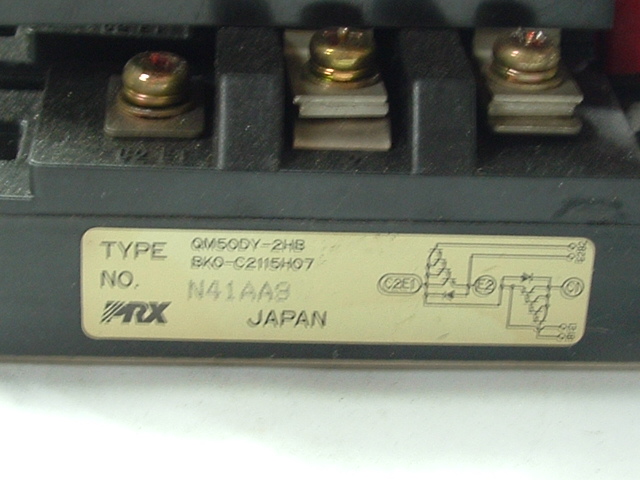 TYPE QM50DY-2HB
BKO-C2115H07
NO. N41AA9
PRX JAPAN
C2E1 E2 C1